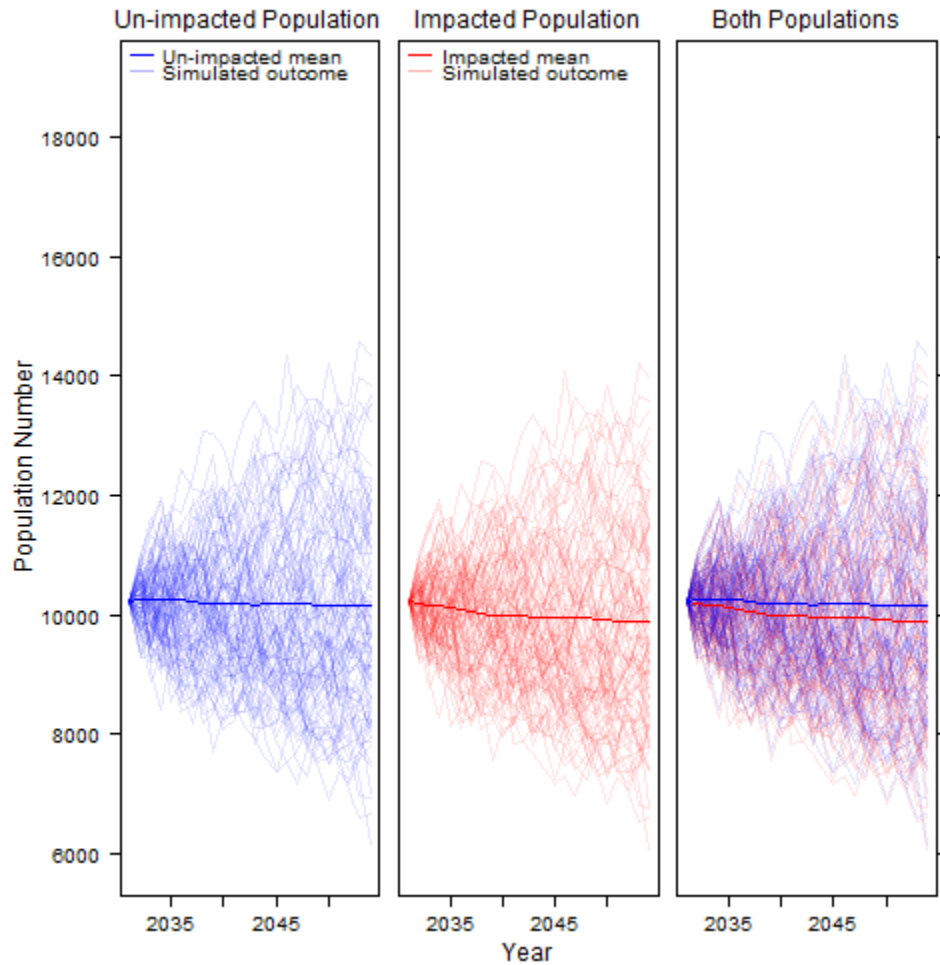 Un-impacted Population
Impacted Population
Both Populations
Un-impacted mean
Simulated outcome
Impacted mean
Simulated outcome
Population Number
18000
16000
14000
12000
10000
8000
6000
2035
2045
2035
2045
2035
2045
Year